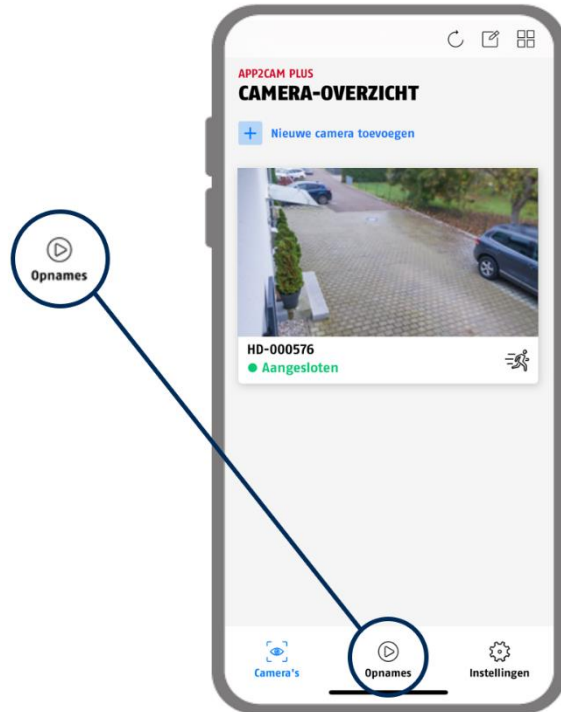 APP2CAM PLUS
CAMERA-OVERZICHT
Nieuwe camera toevoegen
Opnames
HD-000576
Aangesloten
Camera's
Opnames
Instellingen